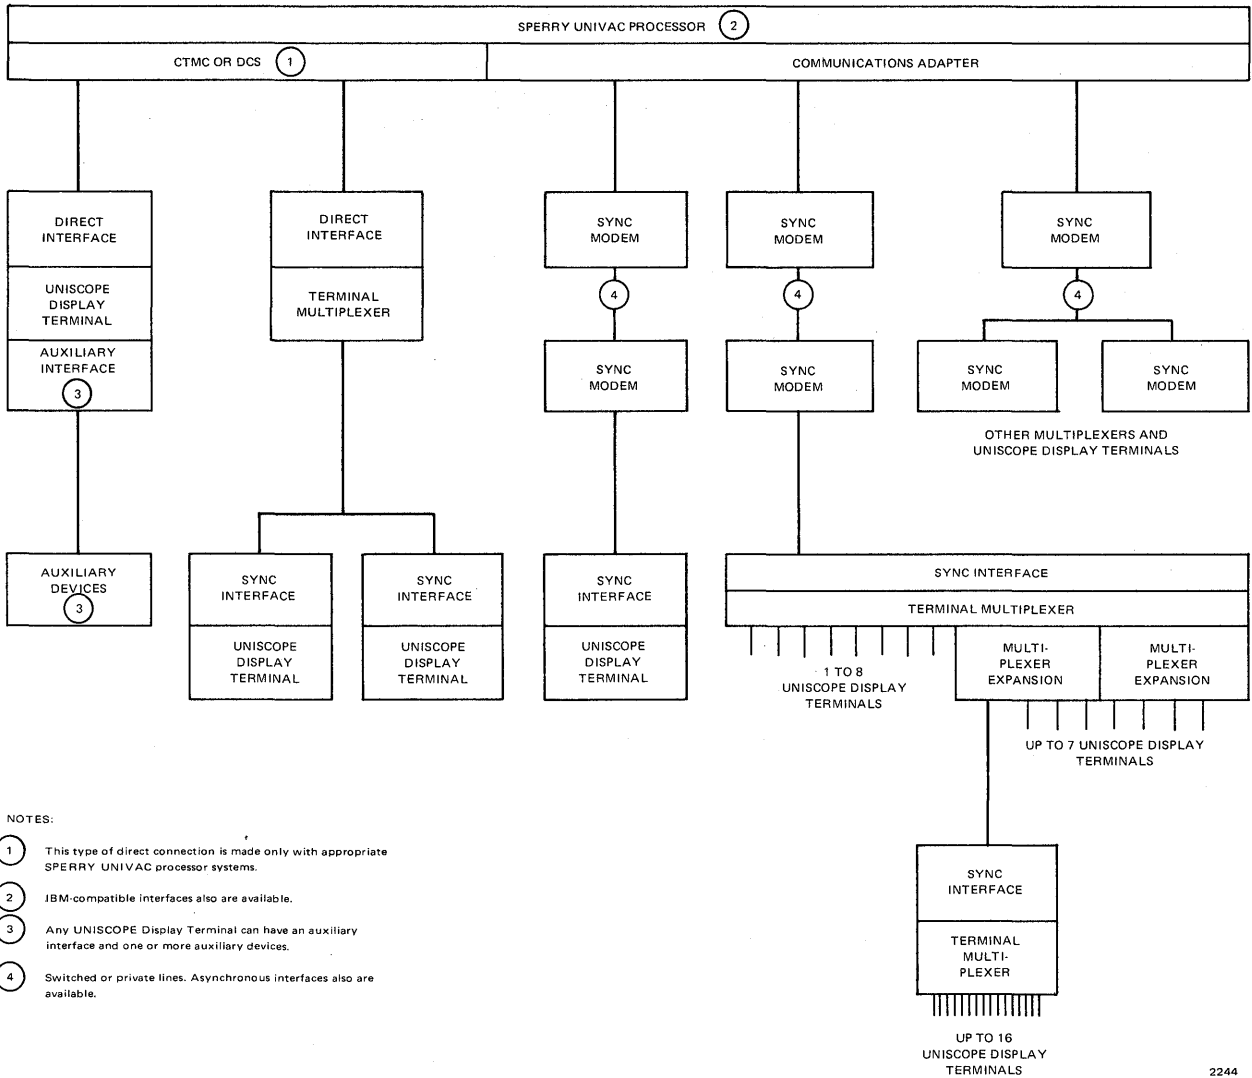 SPERRY UNIVAC PROCESSOR 2
CTMC OR DCS 1
COMMUNICATIONS ADAPTER
DIRECT
INTERFACE
UNISCOPE
DISPLAY
TERMINAL
AUXILIARY
INTERFACE
3
AUXILIARY
DEVICES
3
DIRECT
INTERFACE
TERMINAL
MULTIPLEXER
SYNC
INTERFACE
UNISCOPE
DISPLAY
TERMINAL
SYNC
INTERFACE
UNISCOPE
DISPLAY
TERMINAL
SYNC
MODEM
4
SYNC
MODEM
SYNC
INTERFACE
UNISCOPE
DISPLAY
TERMINAL
SYNC
MODEM
4
SYNC
MODEM
SYNC INTERFACE
TERMINAL MULTIPLEXER
1 TO 8
UNISCOPE DISPLAY
TERMINALS
MULTI-
PLEXER
EXPANSION
MULTI-
PLEXER
EXPANSION
UP TO 7 UNISCOPE DISPLAY
TERMINALS
SYNC
INTERFACE
TERMINAL
MULTI-
PLEXER
UP TO 16
UNISCOPE DISPLAY
TERMINALS
SYNC
MODEM
4
SYNC
MODEM
SYNC
MODEM
OTHER MULTIPLEXERS AND
UNISCOPE DISPLAY TERMINALS
NOTES:
1 This type of direct connection is made only with appropriate
SPERRY UNIVAC processor systems.
2 IBM-compatible interfaces also are available.
3 Any UNISCOPE Display Terminal can have an auxiliary
interface and one or more auxiliary devices.
4 Switched or private lines. Asynchronous interfaces also are
available.
2244